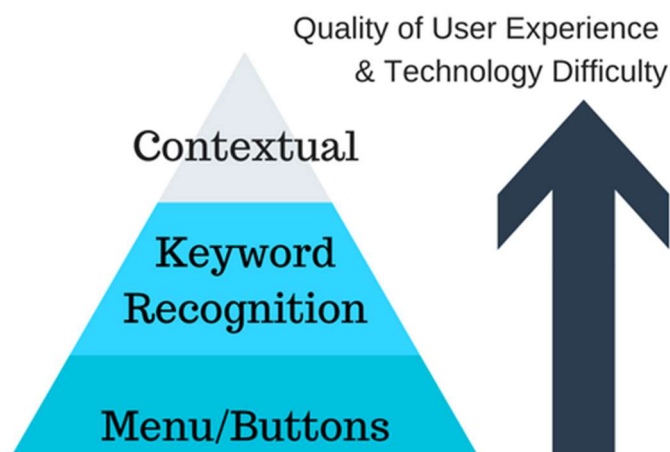 Quality of User Experience
& Technology Difficulty
Contextual
Keyword
Recognition
Menu/Buttons